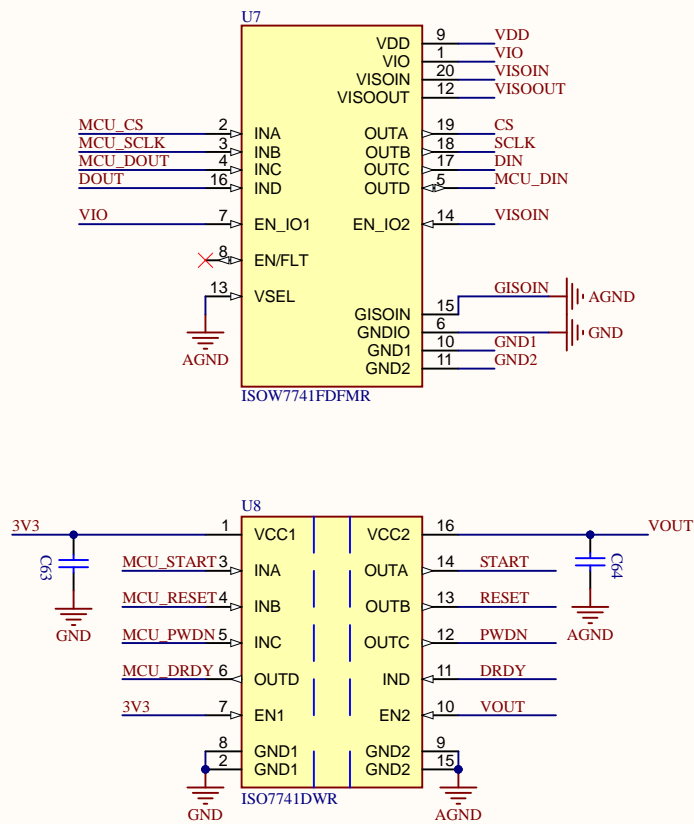 U7
VDD 9 VDD
VIO 1 VIO
VISOIN 20 VISOIN
VISOOUT 12 VISOOUT
MCU_CS 2 INA OUTA 19 CS
MCU_SCLK 3 INB OUTB 18 SCLK
MCU_DOUT 4 INC OUTC 17 DIN
DOUT 16 IND OUTD 5 MCU_DIN
VIO 7 EN_IO1 EN_IO2 14 VISOIN
8 EN/FLT
13 VSEL GISOIN AGND
GISOIN 15
AGND GNDIO 6 GND
GND1 10 GND1
GND2 11 GND2
ISOW7741FDFMR
U8
3V3 1 VCC1 VCC2 16 VOUT
C63 C64
MCU_START 3 INA OUTA 14 START
MCU_RESET 4 INB OUTB 13 RESET
GND AGND
MCU_PWDN 5 INC OUTC 12 PWDN
MCU_DRDY 6 OUTD IND 11 DRDY
3V3 7 EN1 EN2 10 VOUT
8 GND1 GND2 9
2 GND1 GND2 15
GND AGND
ISO7741DWR